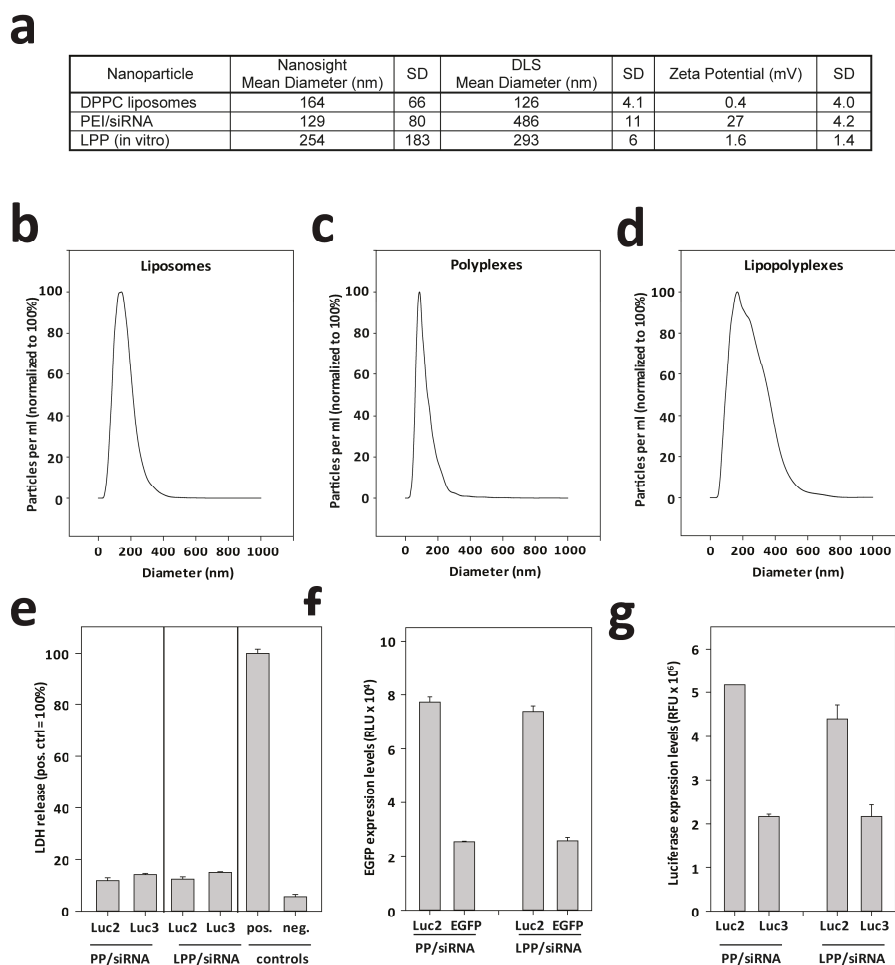 a
Nanoparticle Nanosight Mean Diameter (nm) SD DLS Mean Diameter (nm) SD Zeta Potential (mV) SD
DPPC liposomes 164 66 126 4.1 0.4 4.0
PEI/siRNA 129 80 486 11 27 4.2
LPP (in vitro) 254 183 293 6 1.6 1.4
b
Liposomes
Particles per ml (normalized to 100%)
100
80
60
40
20
0
0 200 400 600 800 1000
Diameter (nm)
c
Polyplexes
Particles per ml (normalized to 100%)
100
80
60
40
20
0
0 200 400 600 800 1000
Diameter (nm)
d
Lipopolyplexes
Particles per ml (normalized to 100%)
100
80
60
40
20
0
0 200 400 600 800 1000
Diameter (nm)
e
LDH release (pos. ctrl = 100%)
100
80
60
40
20
0
Luc2 Luc3 Luc2 Luc3 pos. neg.
PP/siRNA LPP/siRNA controls
f
EGFP expression levels (RLU x 10⁴)
10
8
6
4
2
0
Luc2 EGFP Luc2 EGFP
PP/siRNA LPP/siRNA
g
Luciferase expression levels (RFU x 10⁶)
6
5
4
3
2
1
0
Luc2 Luc3 Luc2 Luc3
PP/siRNA LPP/siRNA